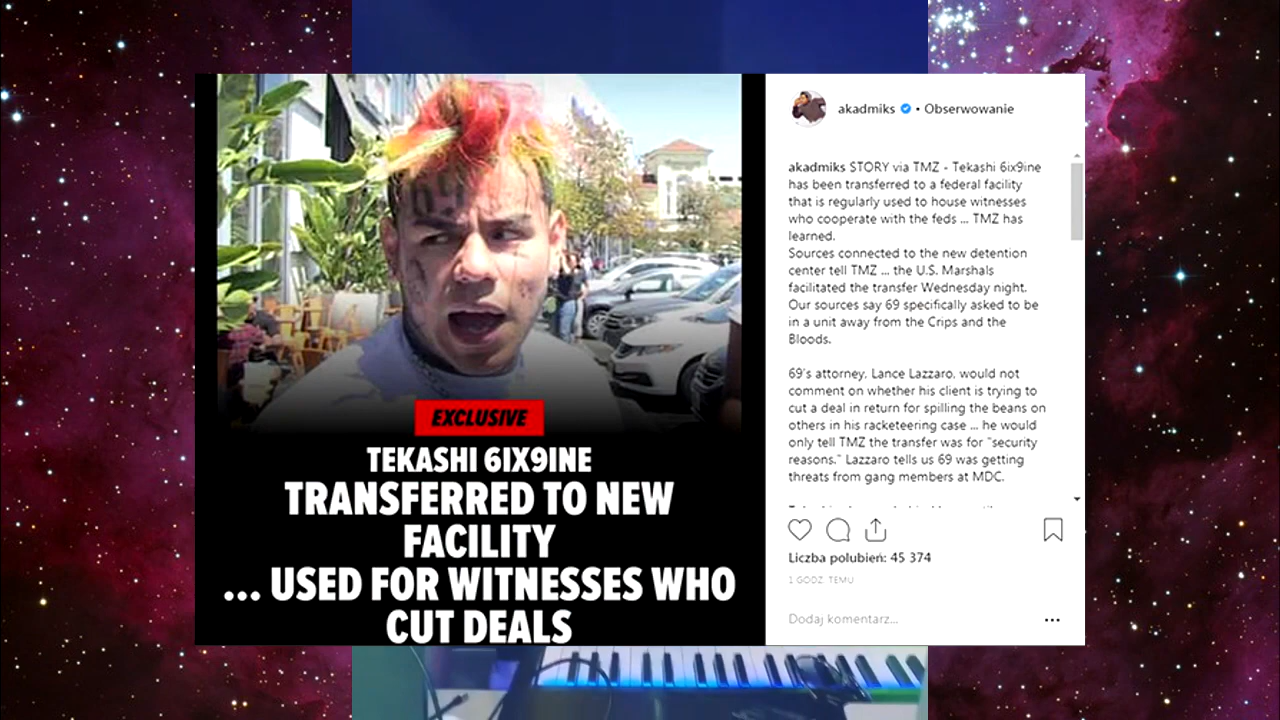 EXCLUSIVE
TEKASHI 6IX9INE
TRANSFERRED TO NEW
FACILITY
... USED FOR WITNESSES WHO
CUT DEALS
akadmiks • Obserwowanie
akadmiks STORY via TMZ - Tekashi 6ix9ine
has been transferred to a federal facility
that is regularly used to house witnesses
who cooperate with the feds ... TMZ has
learned.
Sources connected to the new detention
center tell TMZ ... the U.S. Marshals
facilitated the transfer Wednesday night.
Our sources say 69 specifically asked to be
in a unit away from the Crips and the
Bloods.
69's attorney, Lance Lazzaro, would not
comment on whether his client is trying to
cut a deal in return for spilling the beans on
others in his racketeering case ... he would
only tell TMZ the transfer was for "security
reasons." Lazzaro tells us 69 was getting
threats from gang members at MDC.
Liczba polubień: 45 374
1 GODZ. TEMU
Dodaj komentarz...